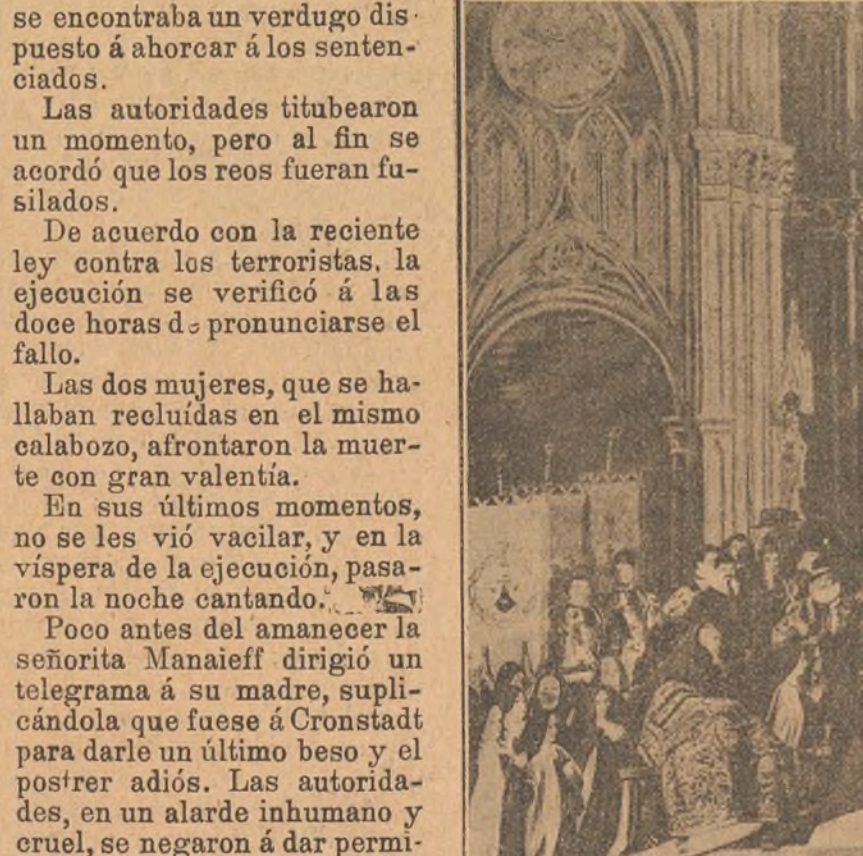 se encontraba un verdugo dis-
puesto á ahorcar á los senten-
ciados.
Las autoridades titubearon
un momento, pero al fin se
acordó que los reos fueran fu-
silados.
De acuerdo con la reciente
ley contra los terroristas, la
ejecución se verificó á las
doce horas de pronunciarse el
fallo.
Las dos mujeres, que se ha-
llaban recluídas en el mismo
calabozo, afrontaron la muer-
te con gran valentía.
En sus últimos momentos,
no se les vió vacilar, y en la
víspera de la ejecución, pasa-
ron la noche cantando.
Poco antes del amanecer la
señorita Manaieff dirigió un
telegrama á su madre, supli-
cándola que fuese á Cronstadt
para darle un último beso y el
postrer adiós. Las autorida-
des, en un alarde inhumano y
cruel, se negaron á dar permi-